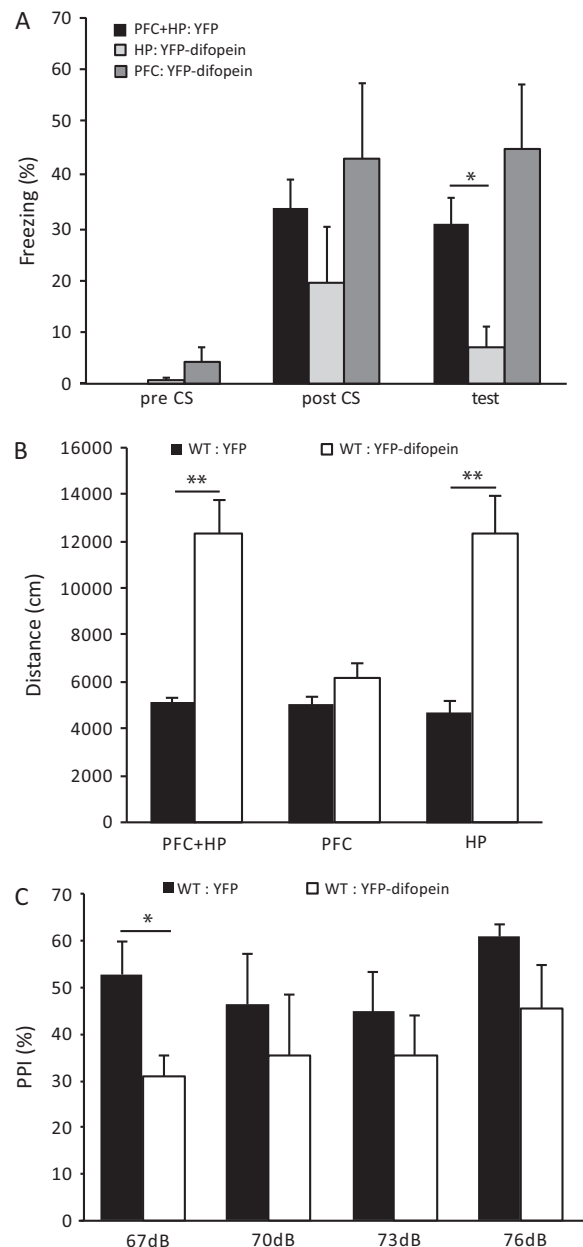 A
PFC+HP: YFP
HP: YFP-difopein
PFC: YFP-difopein
Freezing (%)
70
60
50
40
30
20
10
0
*
pre CS
post CS
test
B
WT : YFP
WT : YFP-difopein
Distance (cm)
16000
14000
12000
10000
8000
6000
4000
2000
0
**
**
PFC+HP
PFC
HP
C
WT : YFP
WT : YFP-difopein
PPI (%)
70
60
50
40
30
20
10
0
*
67dB
70dB
73dB
76dB